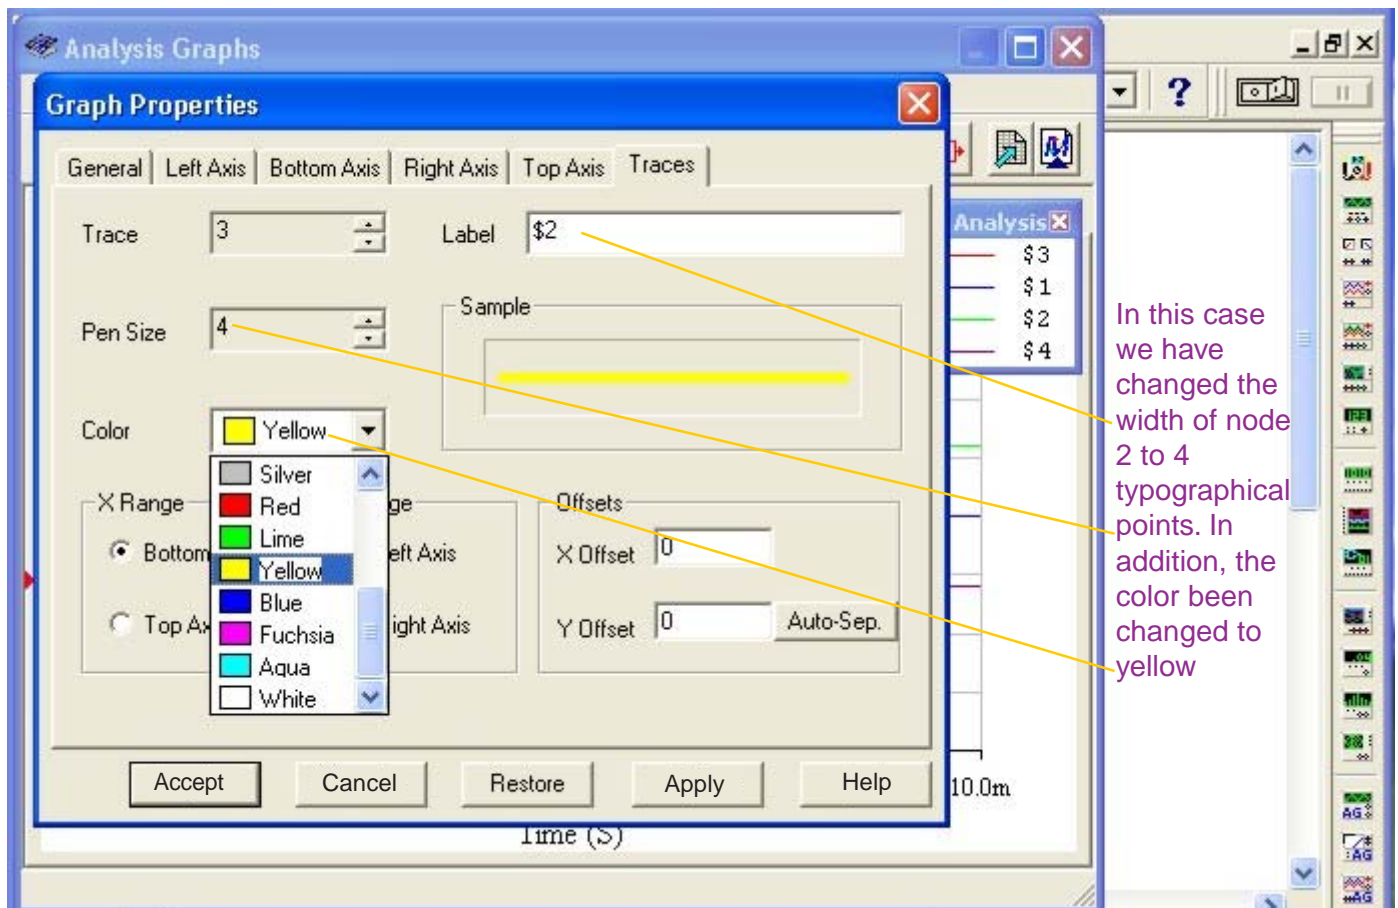 Analysis Graphs
Graph Properties
General Left Axis Bottom Axis Right Axis Top Axis Traces
Trace 3 Label $2
Pen Size 4 Sample
Color Yellow
Silver
Red
Lime
Yellow
Blue
Fuchsia
Aqua
White
X Range ge
Bottom eft Axis
Top Ax ight Axis
Offsets
X Offset 0
Y Offset 0 Auto-Sep.
Accept Cancel Restore Apply Help
Analysis
$3
$1
$2
$4
10.0m
Time (S)
In this case
we have
changed the
width of node
2 to 4
typographical
points. In
addition, the
color been
changed to
yellow
?
123
AG
AG
AG